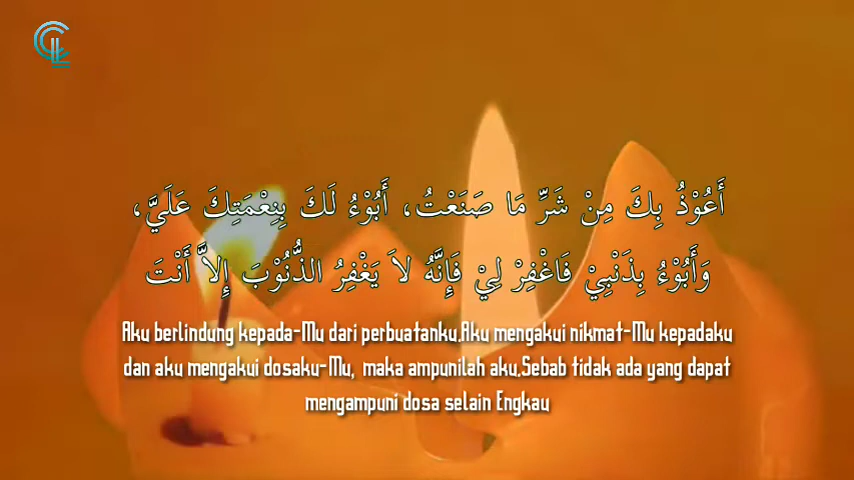 أَعُوْذُ بِكَ مِنْ شَرِّ مَا صَنَعْتُ، أَبُوْءُ لَكَ بِنِعْمَتِكَ عَلَيَّ،
وَأَبُوْءُ بِذَنْبِيْ فَاغْفِرْ لِيْ فَإِنَّهُ لاَ يَغْفِرُ الذُّنُوْبَ إِلاَّ أَنْتَ
Aku berlindung kepada-Mu dari perbuatanku.Aku mengakui nikmat-Mu kepadaku
dan aku mengakui dosaku-Mu, maka ampunilah aku.Sebab tidak ada yang dapat
mengampuni dosa selain Engkau